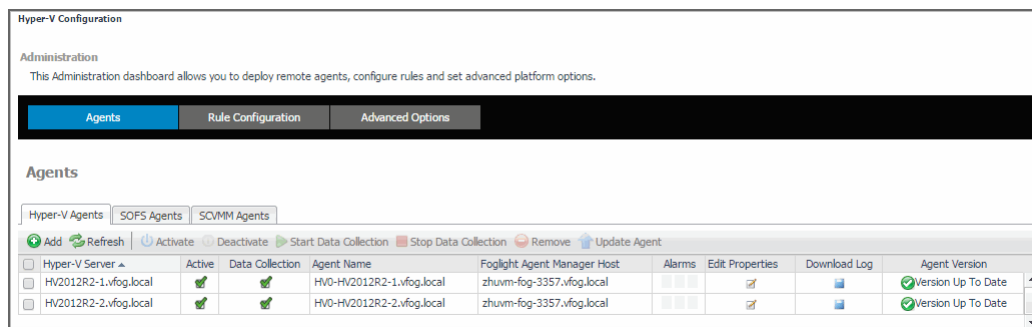 Hyper-V Configuration
Administration
This Administration dashboard allows you to deploy remote agents, configure rules and set advanced platform options.
Agents Rule Configuration Advanced Options
Agents
Hyper-V Agents SOFS Agents SCVMM Agents
Add Refresh Activate Deactivate Start Data Collection Stop Data Collection Remove Update Agent
Hyper-V Server Active Data Collection Agent Name Foglight Agent Manager Host Alarms Edit Properties Download Log Agent Version
HV2012R2-1.vfog.local HV0-HV2012R2-1.vfog.local zhuvm-fog-3357.vfog.local Version Up To Date
HV2012R2-2.vfog.local HV0-HV2012R2-2.vfog.local zhuvm-fog-3357.vfog.local Version Up To Date